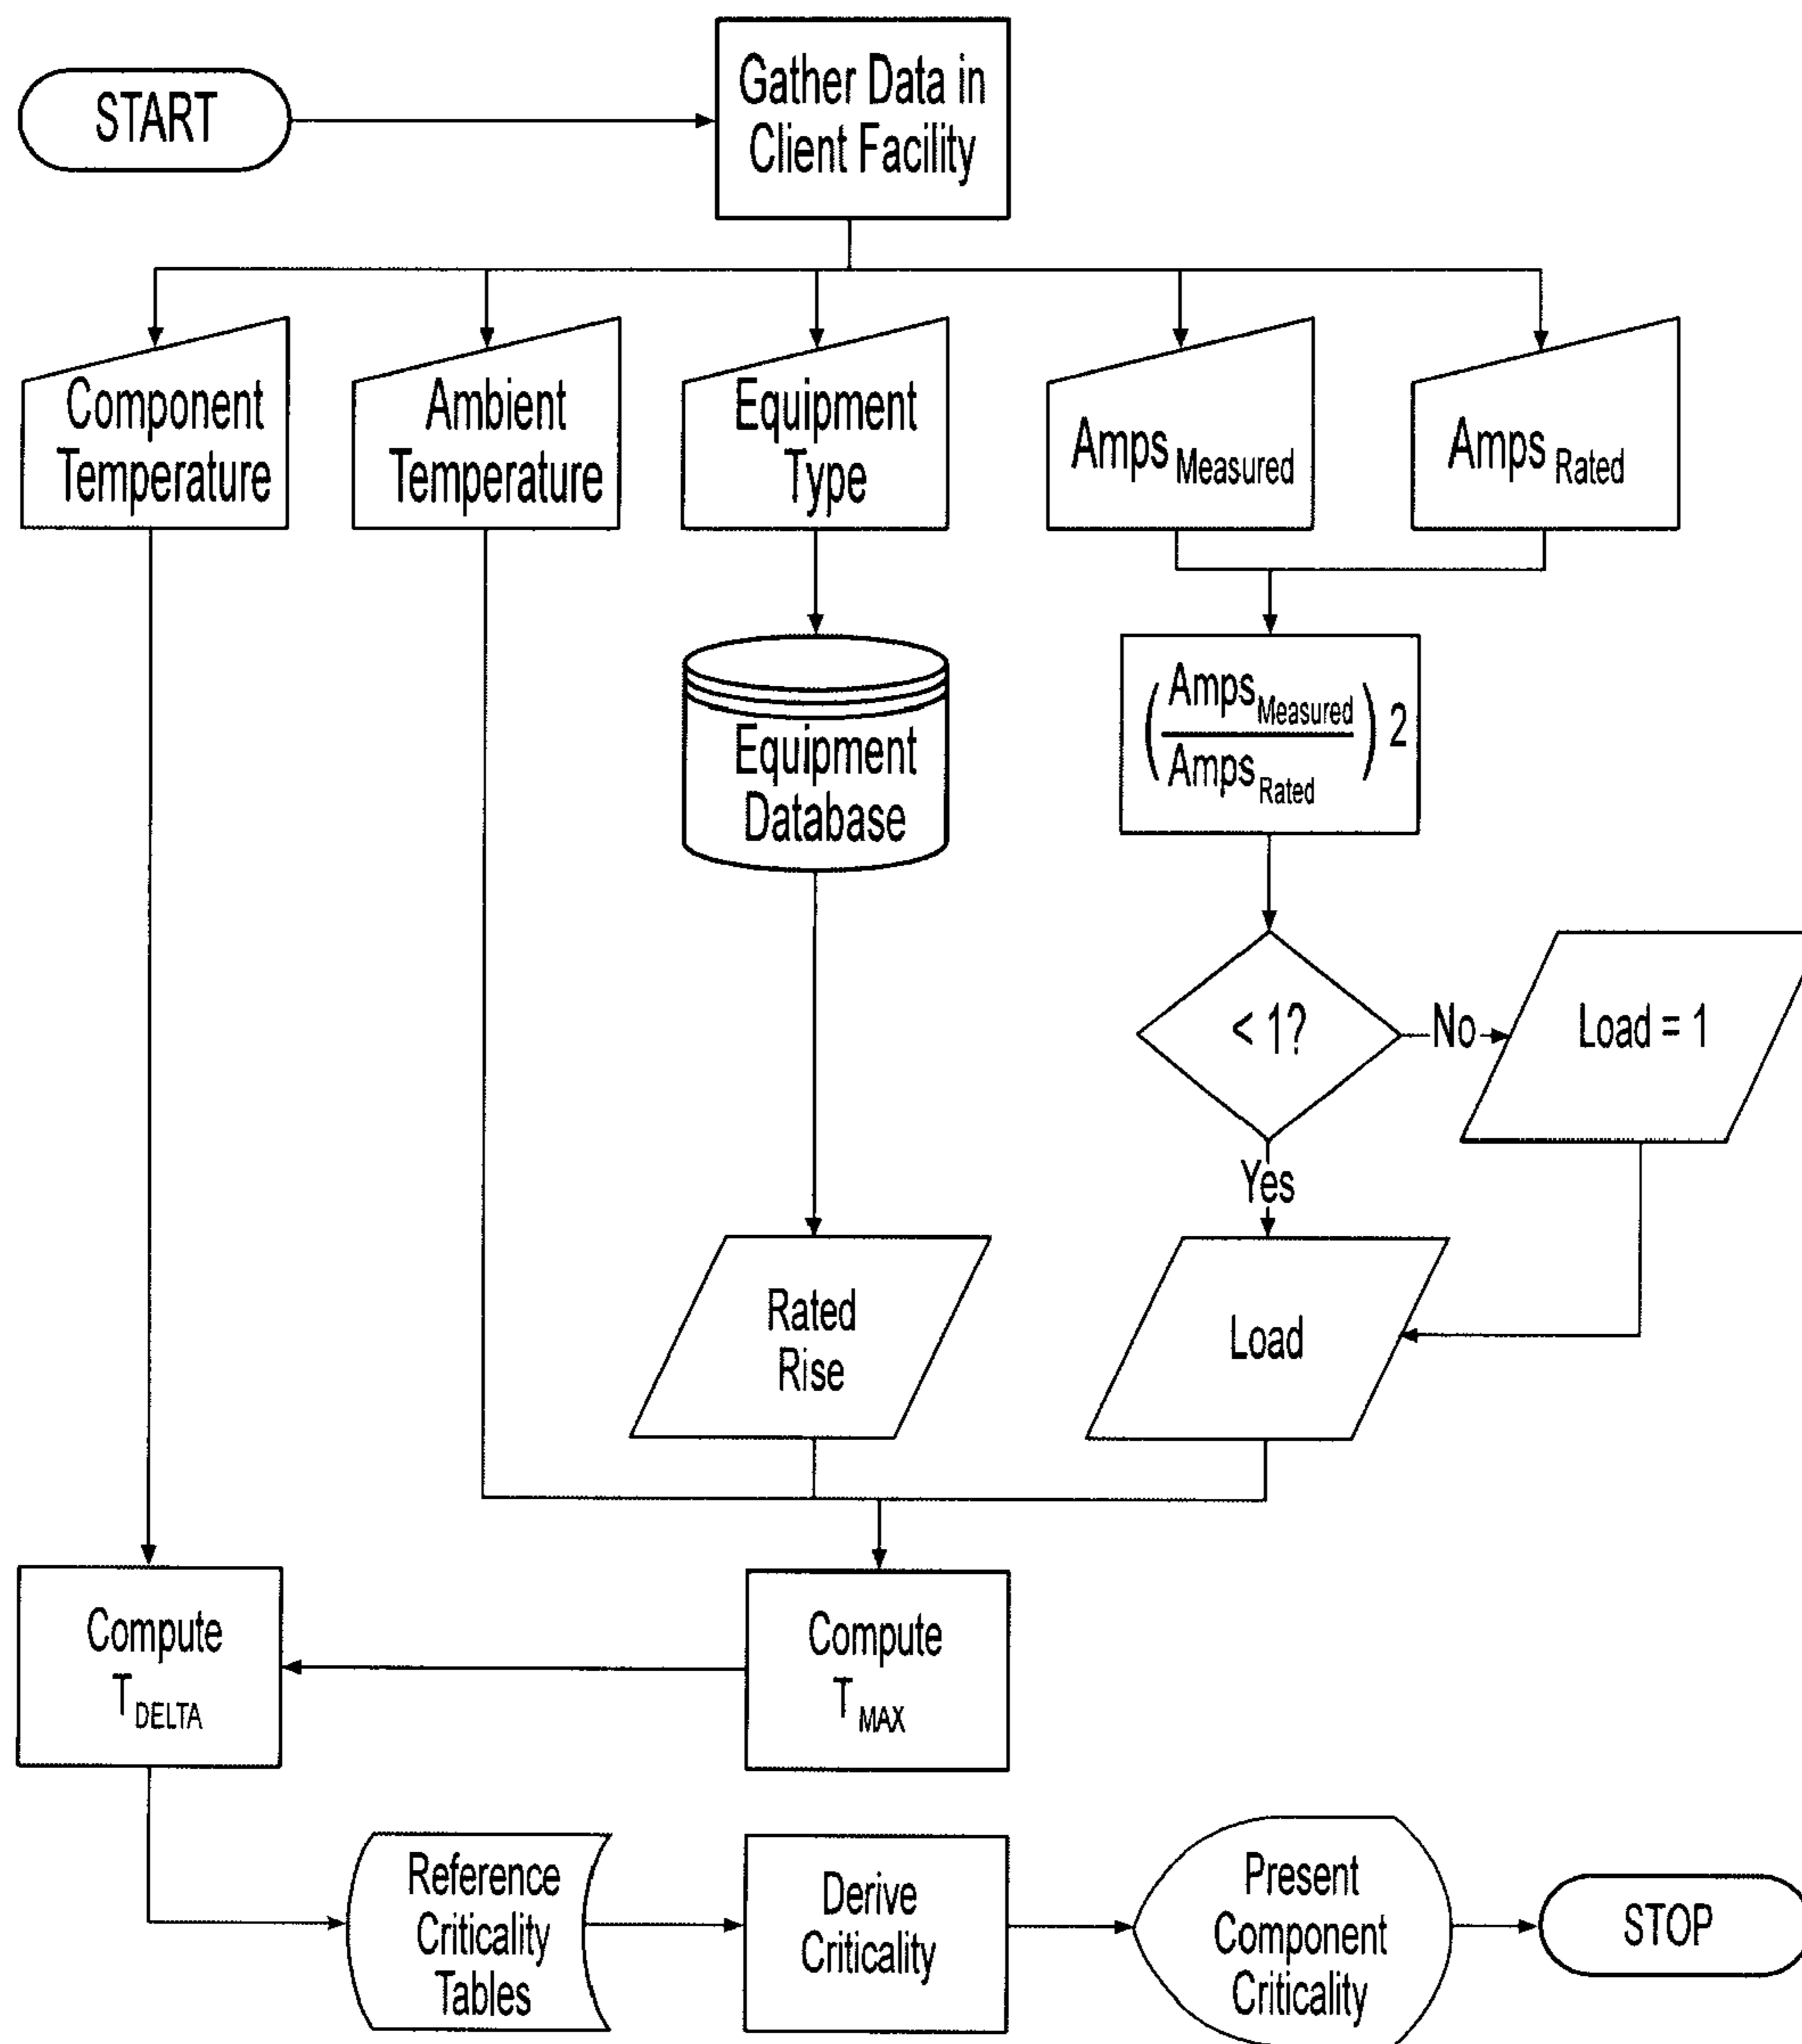 START
Gather Data in
Client Facility
Component
Temperature
Ambient
Temperature
Equipment
Type
Amps Measured
Amps Rated
Equipment
Database
( Amps Measured
Amps Rated ) 2
< 1?
No
Load = 1
Yes
Rated
Rise
Load
Compute
T DELTA
Compute
T MAX
Reference
Criticality
Tables
Derive
Criticality
Present
Component
Criticality
STOP